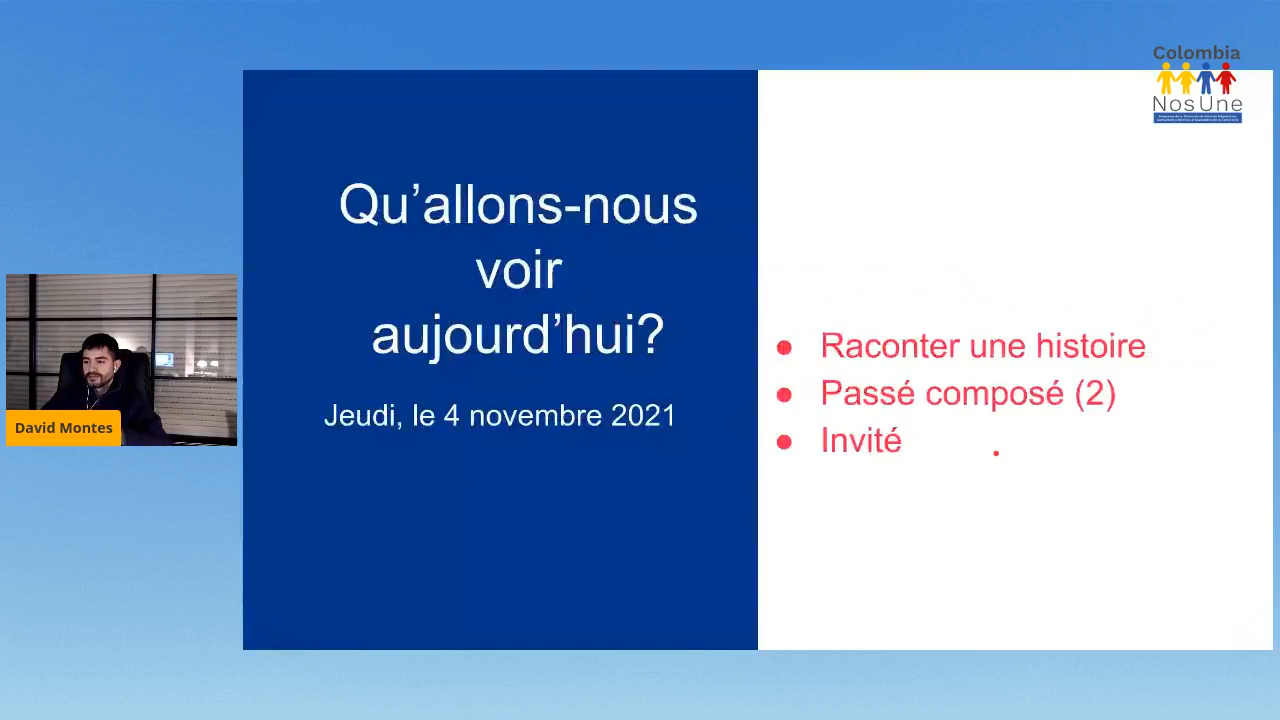 Colombia
NosUne
Qu’allons-nous
voir
aujourd’hui?
Jeudi, le 4 novembre 2021
● Raconter une histoire
● Passé composé (2)
● Invité
David Montes